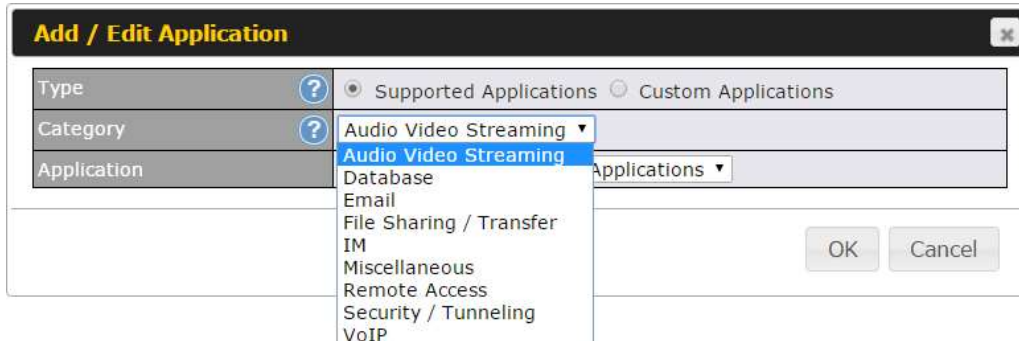 Add / Edit Application
Type ? Supported Applications Custom Applications
Category ? Audio Video Streaming
Application Applications
Audio Video Streaming
Database
Email
File Sharing / Transfer
IM
Miscellaneous
Remote Access
Security / Tunneling
VoIP
OK Cancel